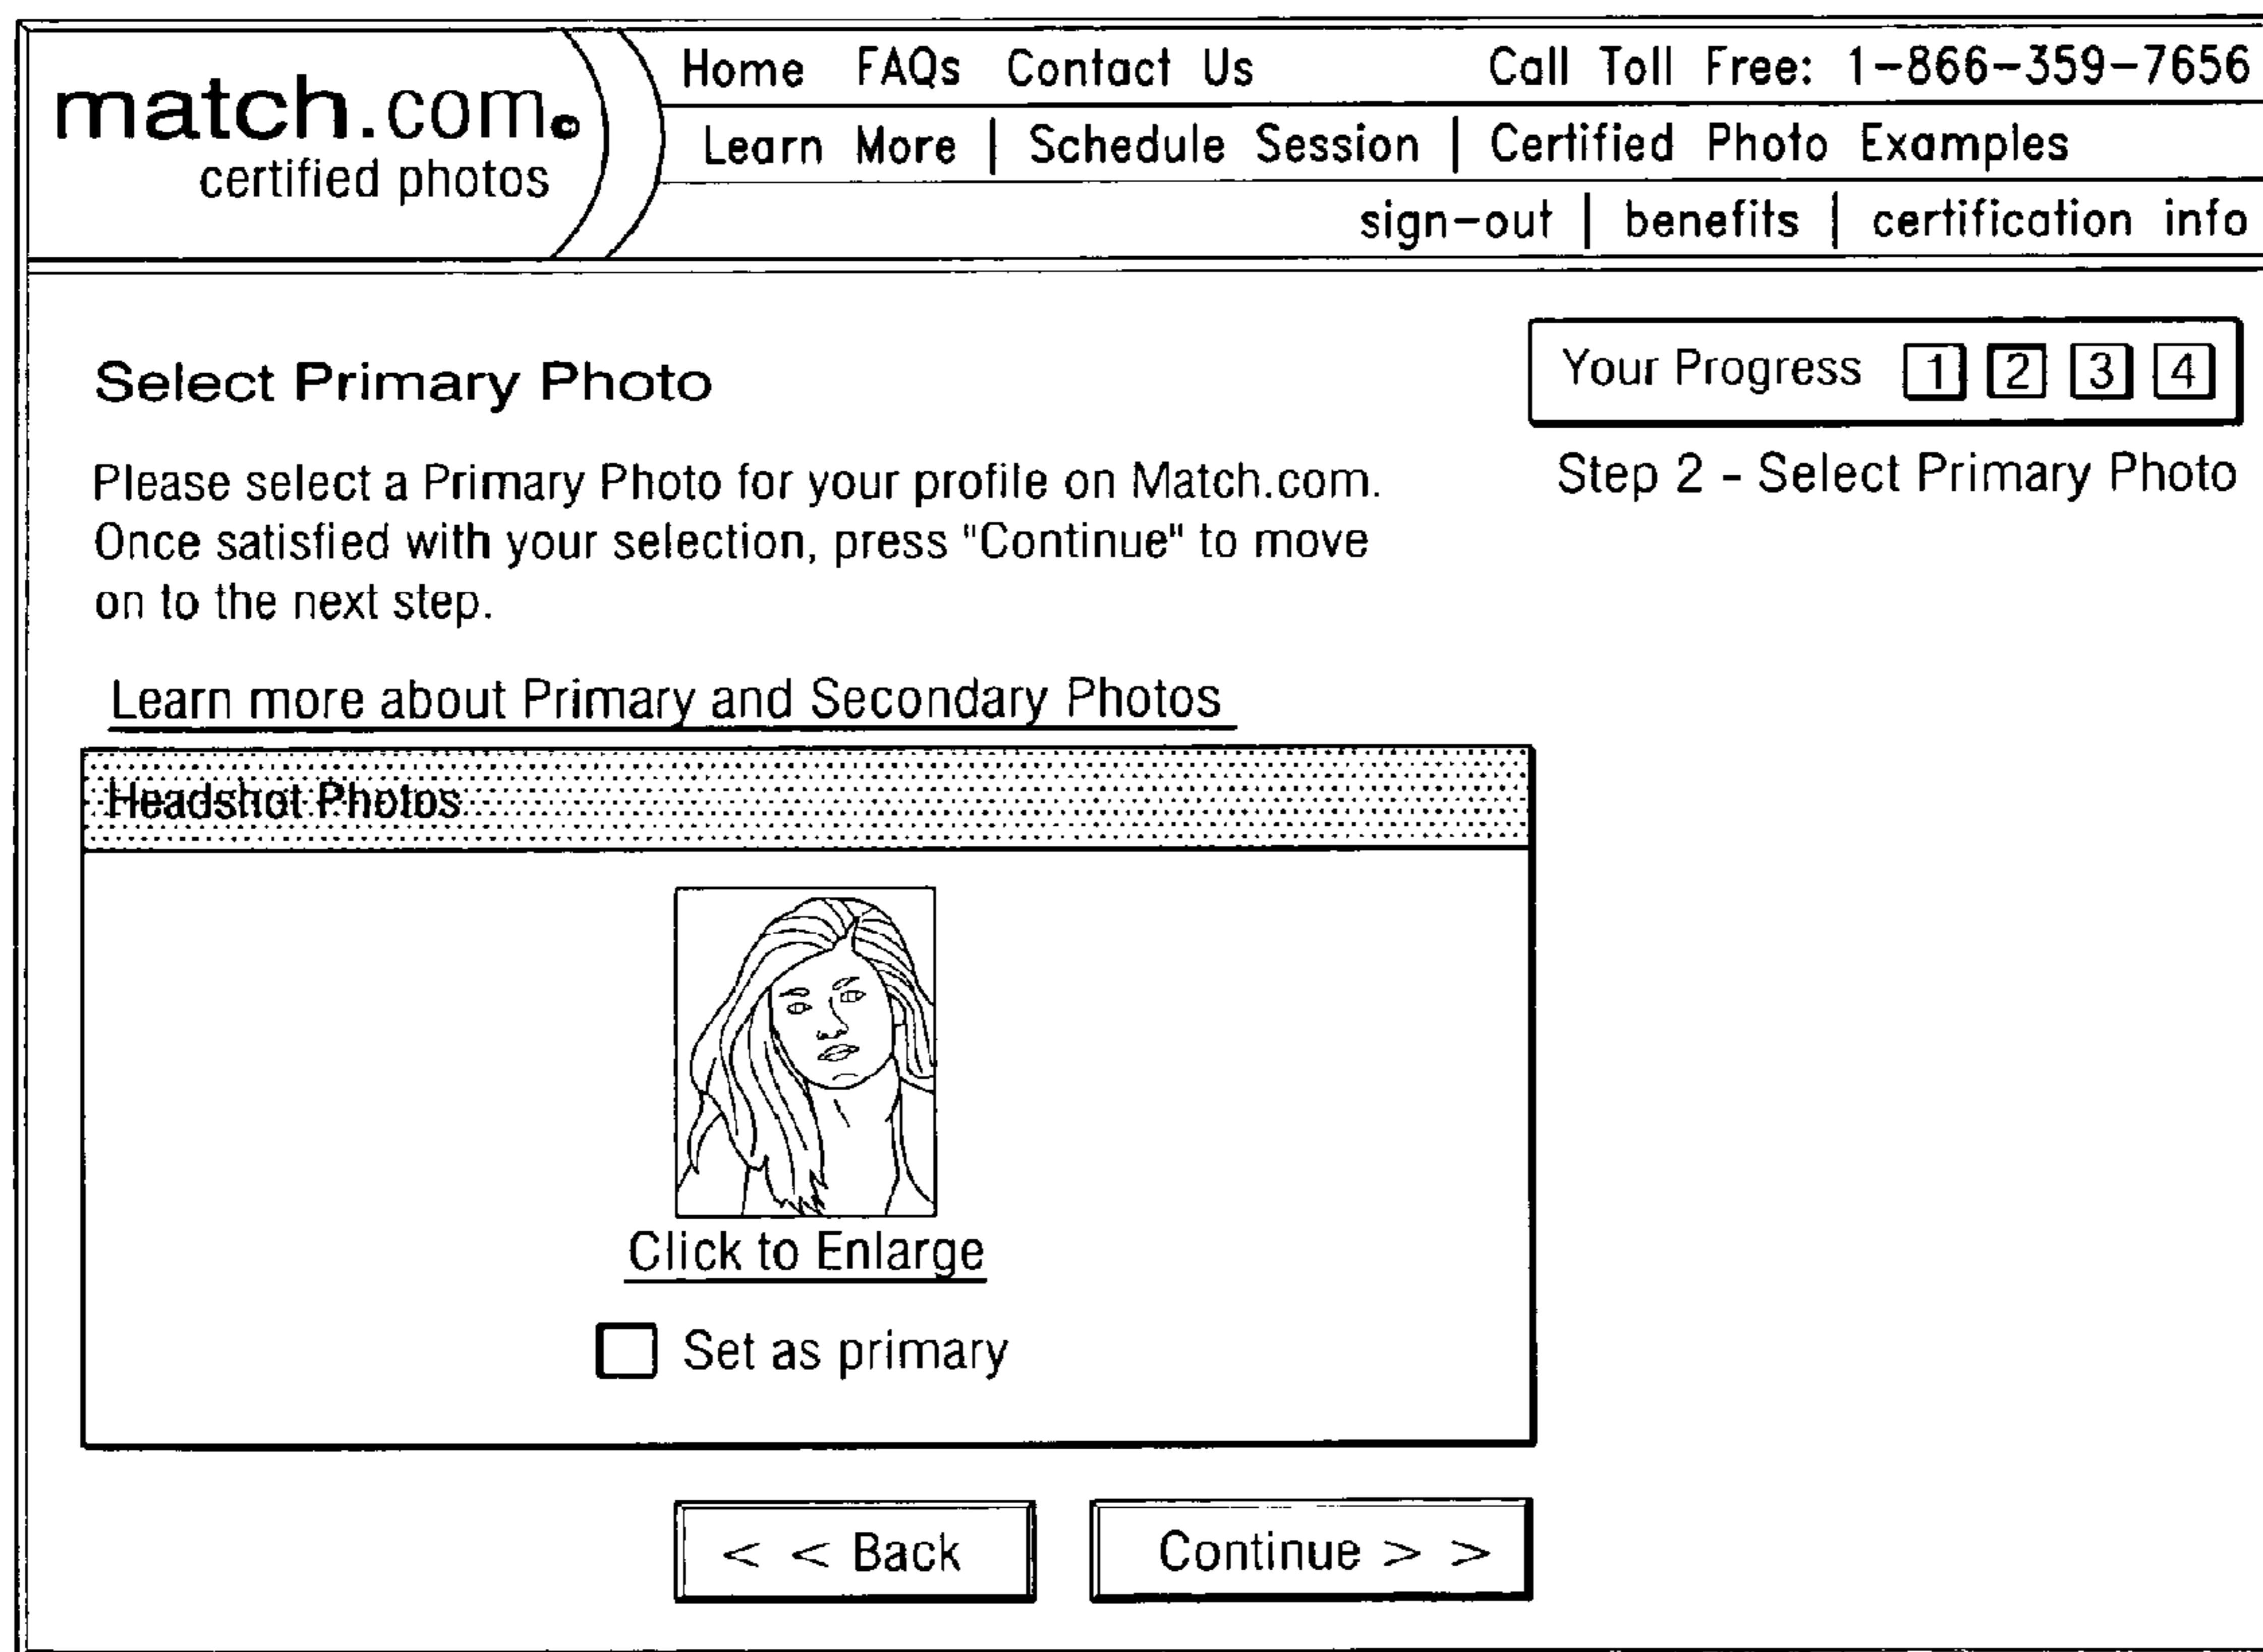 match.com©
certified photos
Home FAQs Contact Us Call Toll Free: 1-866-359-7656
Learn More | Schedule Session | Certified Photo Examples
sign-out | benefits | certification info
Select Primary Photo
Your Progress 1 2 3 4
Step 2 - Select Primary Photo
Please select a Primary Photo for your profile on Match.com.
Once satisfied with your selection, press "Continue" to move
on to the next step.
Learn more about Primary and Secondary Photos
Headshot Photos
Click to Enlarge
Set as primary
< < Back
Continue > >